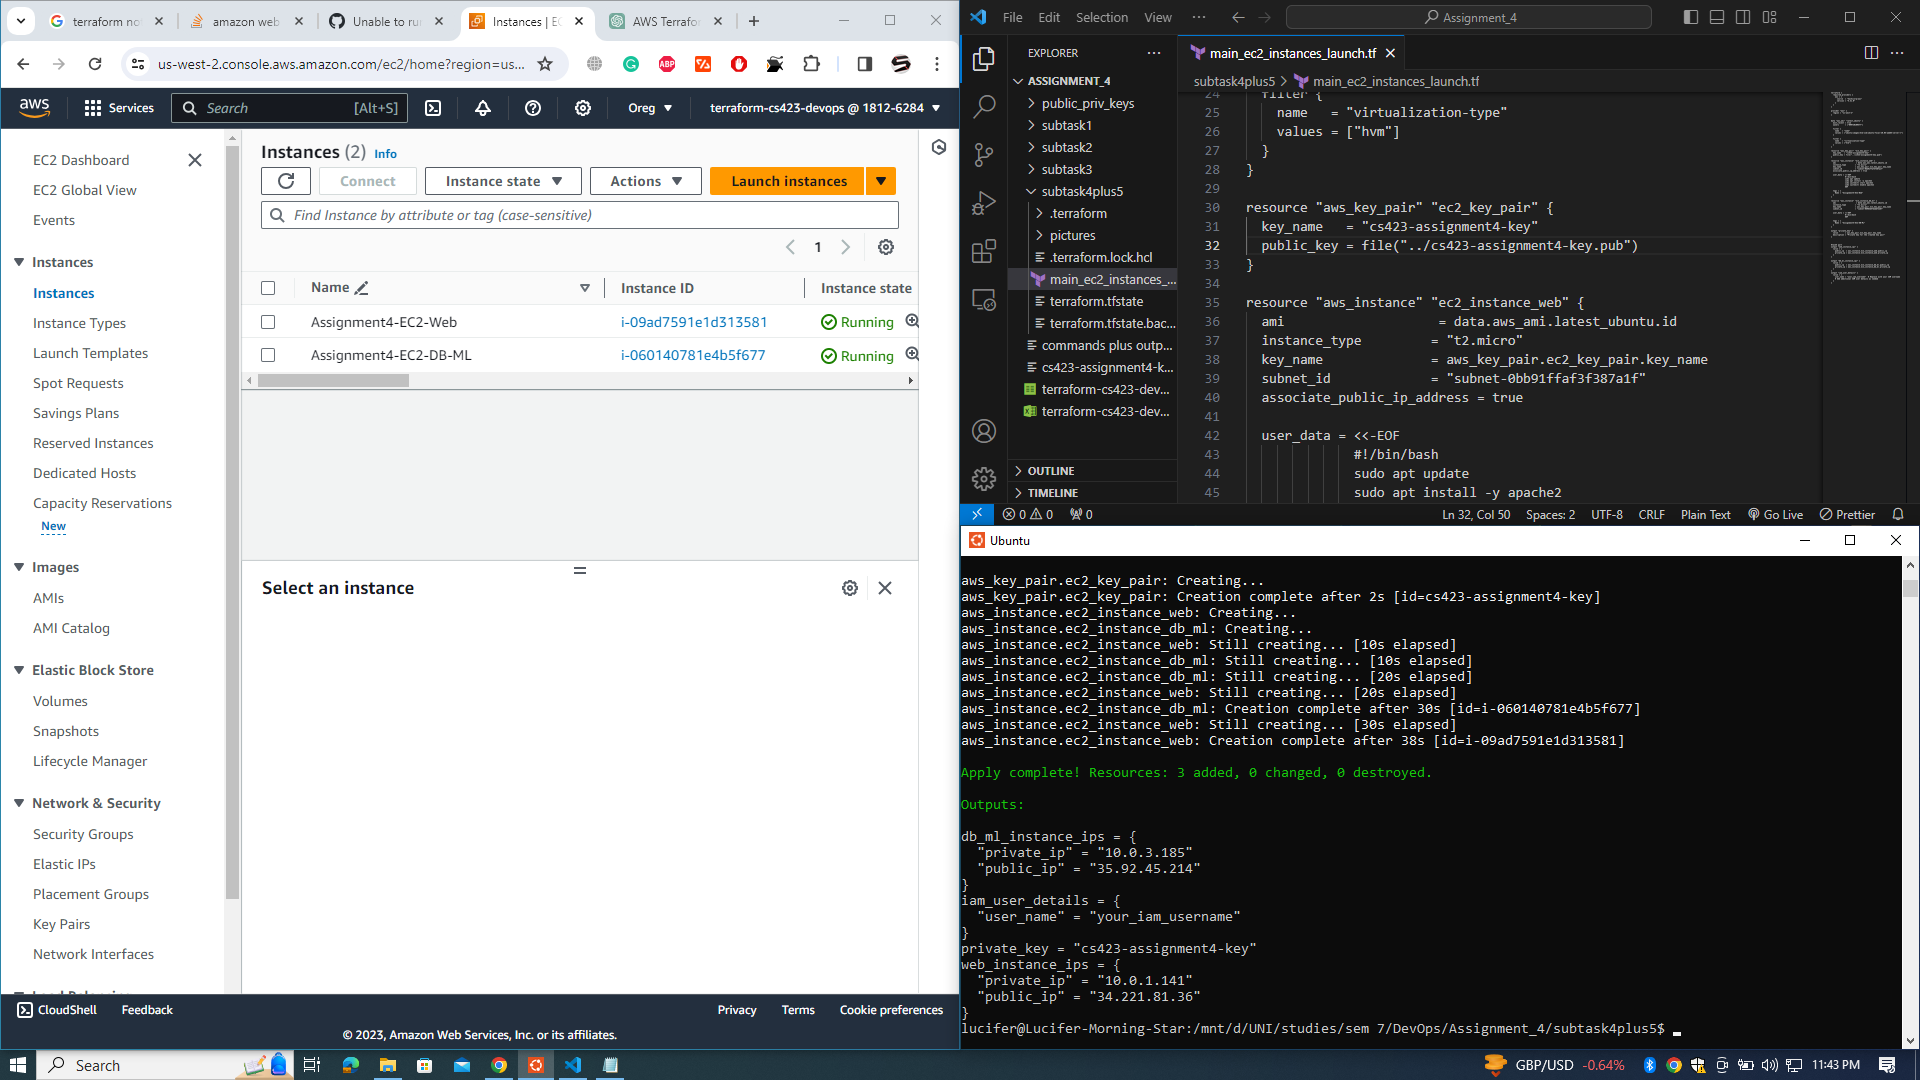 terraform no
amazon web
Unable to ru
Instances | EC
AWS Terrafo
us-west-2.console.aws.amazon.com/ec2/home?region=us...
aws
Services
Search
[Alt+S]
Oreg
terraform-cs423-devops @ 1812-6284
EC2 Dashboard
EC2 Global View
Events
Instances
Instances
Instance Types
Launch Templates
Spot Requests
Savings Plans
Reserved Instances
Dedicated Hosts
Capacity Reservations
New
Images
AMIs
AMI Catalog
Elastic Block Store
Volumes
Snapshots
Lifecycle Manager
Network & Security
Security Groups
Elastic IPs
Placement Groups
Key Pairs
Network Interfaces
Instances (2) Info
Connect
Instance state
Actions
Launch instances
Find Instance by attribute or tag (case-sensitive)
1
Name
Instance ID
Instance state
Assignment4-EC2-Web i-09ad7591e1d313581 Running
Assignment4-EC2-DB-ML i-060140781e4b5f677 Running
Select an instance
CloudShell
Feedback
Privacy
Terms
Cookie preferences
© 2023, Amazon Web Services, Inc. or its affiliates.
File Edit Selection View ···
Assignment_4
EXPLORER
ASSIGNMENT_4
public_priv_keys
subtask1
subtask2
subtask3
subtask4plus5
.terraform
pictures
.terraform.lock.hcl
main_ec2_instances_...
terraform.tfstate
terraform.tfstate.bac...
commands plus outp...
cs423-assignment4-k...
terraform-cs423-dev...
terraform-cs423-dev...
OUTLINE
TIMELINE
main_ec2_instances_launch.tf
subtask4plus5 > main_ec2_instances_launch.tf
24 filter {
25 name = "virtualization-type"
26 values = ["hvm"]
27 }
28 }
29
30 resource "aws_key_pair" "ec2_key_pair" {
31 key_name = "cs423-assignment4-key"
32 public_key = file("../cs423-assignment4-key.pub")
33 }
34
35 resource "aws_instance" "ec2_instance_web" {
36 ami = data.aws_ami.latest_ubuntu.id
37 instance_type = "t2.micro"
38 key_name = aws_key_pair.ec2_key_pair.key_name
39 subnet_id = "subnet-0bb91ffaf3f387a1f"
40 associate_public_ip_address = true
41
42 user_data = <<-EOF
43 #!/bin/bash
44 sudo apt update
45 sudo apt install -y apache2
0 0 0
Ln 32, Col 50 Spaces: 2 UTF-8 CRLF Plain Text Go Live Prettier
Ubuntu
aws_key_pair.ec2_key_pair: Creating...
aws_key_pair.ec2_key_pair: Creation complete after 2s [id=cs423-assignment4-key]
aws_instance.ec2_instance_web: Creating...
aws_instance.ec2_instance_db_ml: Creating...
aws_instance.ec2_instance_web: Still creating... [10s elapsed]
aws_instance.ec2_instance_db_ml: Still creating... [10s elapsed]
aws_instance.ec2_instance_db_ml: Still creating... [20s elapsed]
aws_instance.ec2_instance_web: Still creating... [20s elapsed]
aws_instance.ec2_instance_db_ml: Creation complete after 30s [id=i-060140781e4b5f677]
aws_instance.ec2_instance_web: Still creating... [30s elapsed]
aws_instance.ec2_instance_web: Creation complete after 38s [id=i-09ad7591e1d313581]
Apply complete! Resources: 3 added, 0 changed, 0 destroyed.
Outputs:
db_ml_instance_ips = {
"private_ip" = "10.0.3.185"
"public_ip" = "35.92.45.214"
}
iam_user_details = {
"user_name" = "your_iam_username"
}
private_key = "cs423-assignment4-key"
web_instance_ips = {
"private_ip" = "10.0.1.141"
"public_ip" = "34.221.81.36"
}
lucifer@Lucifer-Morning-Star:/mnt/d/UNI/studies/sem 7/DevOps/Assignment_4/subtask4plus5$
Search
GBP/USD -0.64%
11:43 PM